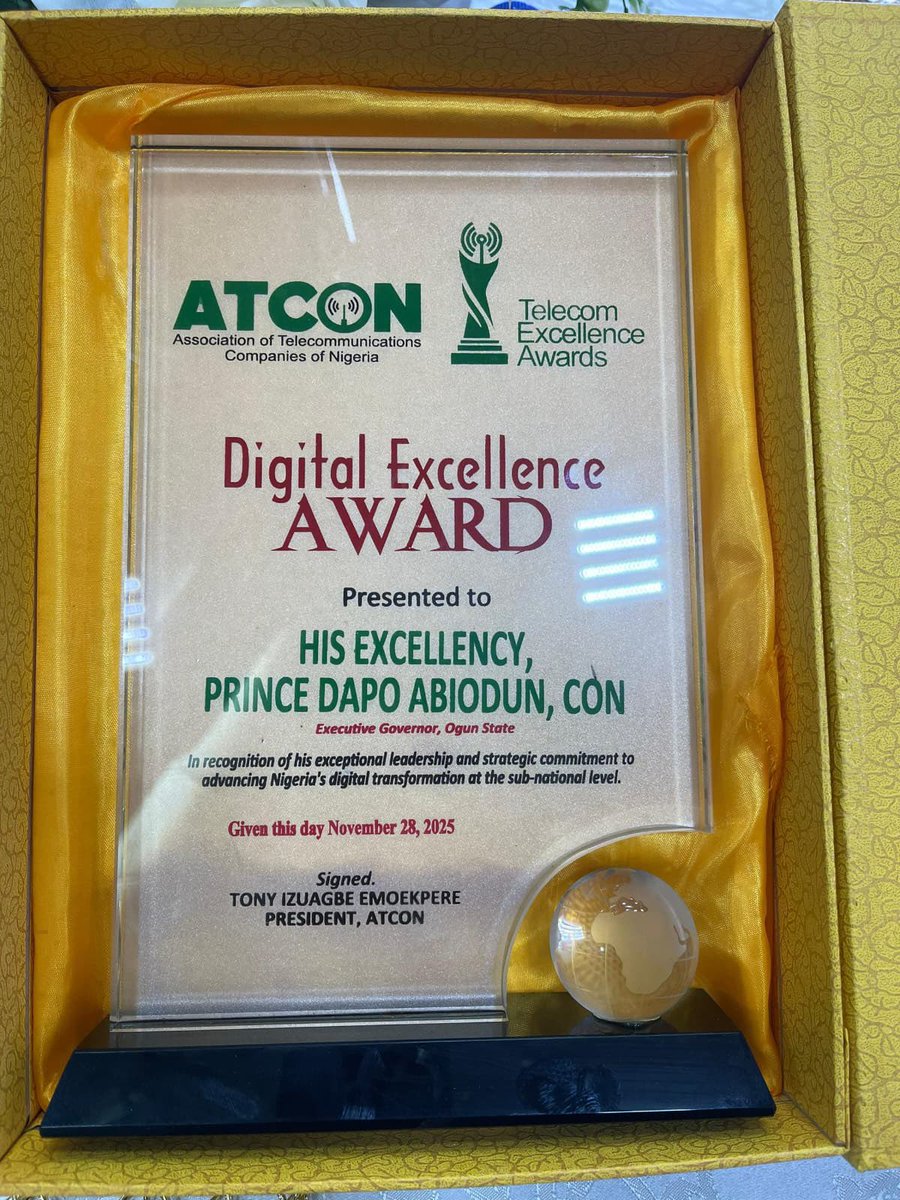 ATCON
Association of Telecommunications
Companies of Nigeria
Telecom
Excellence
Awards
Digital Excellence
AWARD
Presented to
HIS EXCELLENCY,
PRINCE DAPO ABIODUN, CON
Executive Governor, Ogun State
In recognition of his exceptional leadership and strategic commitment to
advancing Nigeria's digital transformation at the sub-national level.
Given this day November 28, 2025
Signed.
TONY IZUAGBE EMOEKPERE
PRESIDENT, ATCON